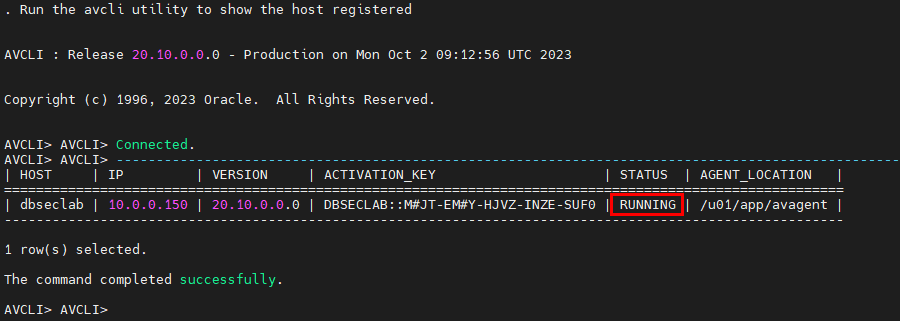 . Run the avcli utility to show the host registered
AVCLI : Release 20.10.0.0.0 - Production on Mon Oct 2 09:12:56 UTC 2023
Copyright (c) 1996, 2023 Oracle.  All Rights Reserved.
AVCLI> AVCLI> Connected.
AVCLI> AVCLI> --------------------------------------------------------------------------------------------------
| HOST     | IP         | VERSION     | ACTIVATION_KEY                     | STATUS  | AGENT_LOCATION   |
=========================================================================================================
| dbseclab | 10.0.0.150 | 20.10.0.0.0 | DBSECLAB::M#JT-EM#Y-HJVZ-INZE-SUF0 | RUNNING | /u01/app/avagent |
---------------------------------------------------------------------------------------------------------
1 row(s) selected.
The command completed successfully.
AVCLI> AVCLI>